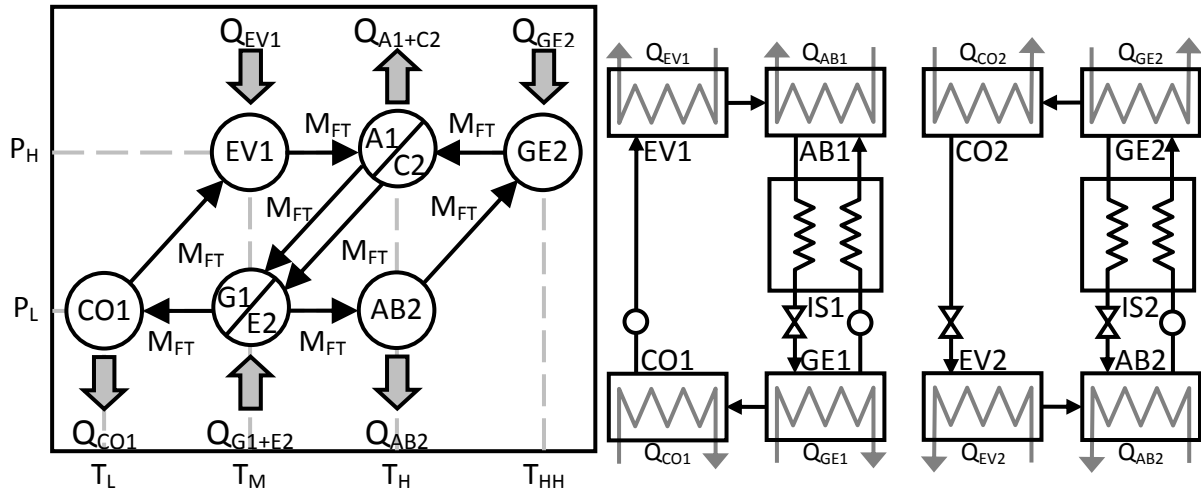 Q_EV1 Q_A1+C2 Q_GE2
M_FT M_FT
P_H EV1 A1 C2 GE2
M_FT M_FT
M_FT M_FT
P_L CO1 G1 E2 AB2
M_FT M_FT
Q_CO1 Q_G1+E2 Q_AB2
T_L T_M T_H T_HH
Q_EV1 Q_AB1 Q_CO2 Q_GE2
EV1 AB1 CO2 GE2
IS1 IS2
CO1 GE1 EV2 AB2
Q_CO1 Q_GE1 Q_EV2 Q_AB2